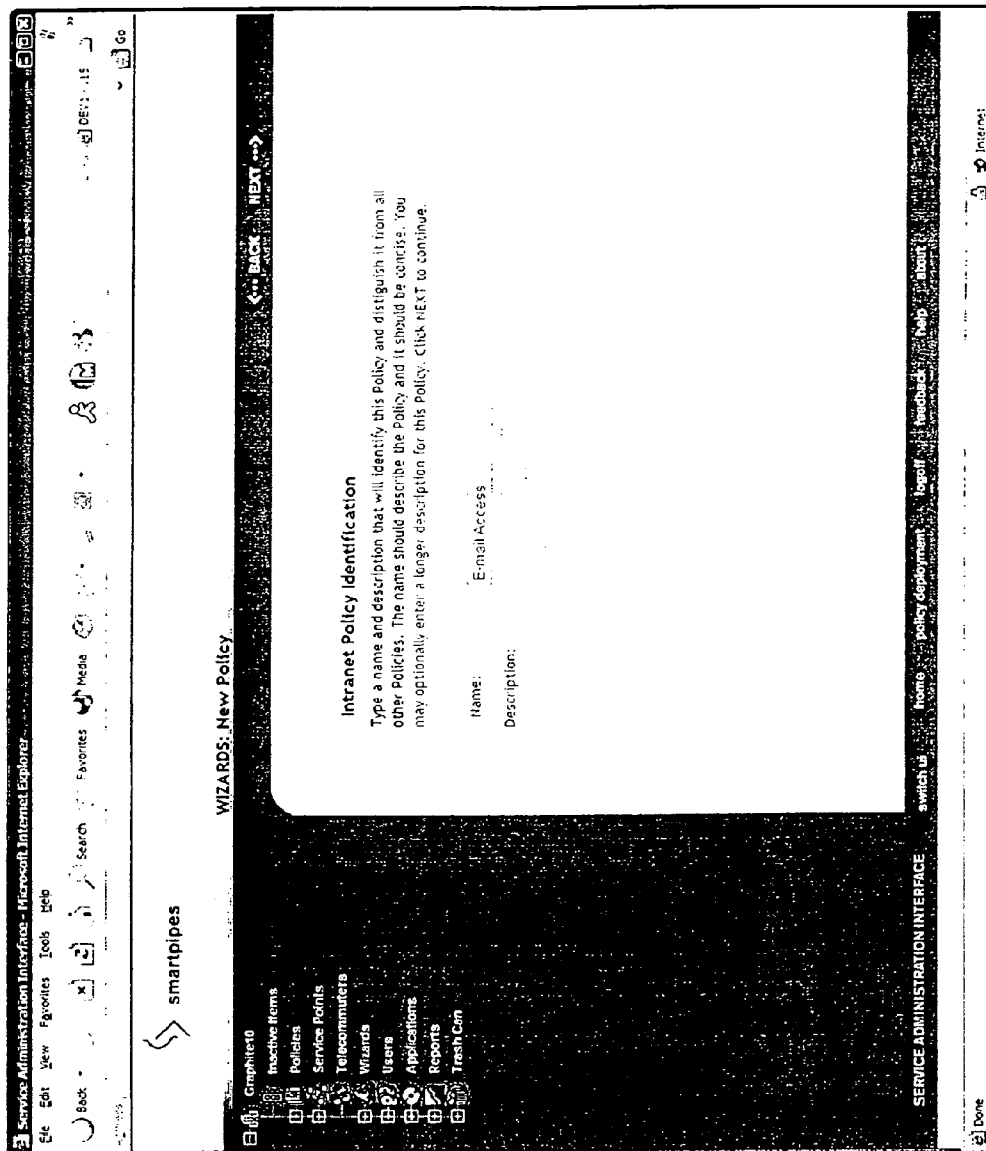 Service Administration Interface - Microsoft Internet Explorer
File Edit View Favorites Tools Help
Back Search Favorites Media
DEV
Go
smartpipes
WIZARDS: New Policy
<••• BACK NEXT •••>
Graphite10
Inactive Items
Policies
Service Points
Telecommuters
Wizards
Users
Applications
Reports
Trash Can
Intranet Policy Identification
Type a name and description that will identify this Policy and distiguish it from all
other Policies. The name should describe the Policy and it should be concise. You
may optionally enter a longer description for this Policy. Click NEXT to continue.
Name: E-mail Access
Description:
SERVICE ADMINISTRATION INTERFACE
switch ui home policy deployment logoff feedback help about
Done Internet